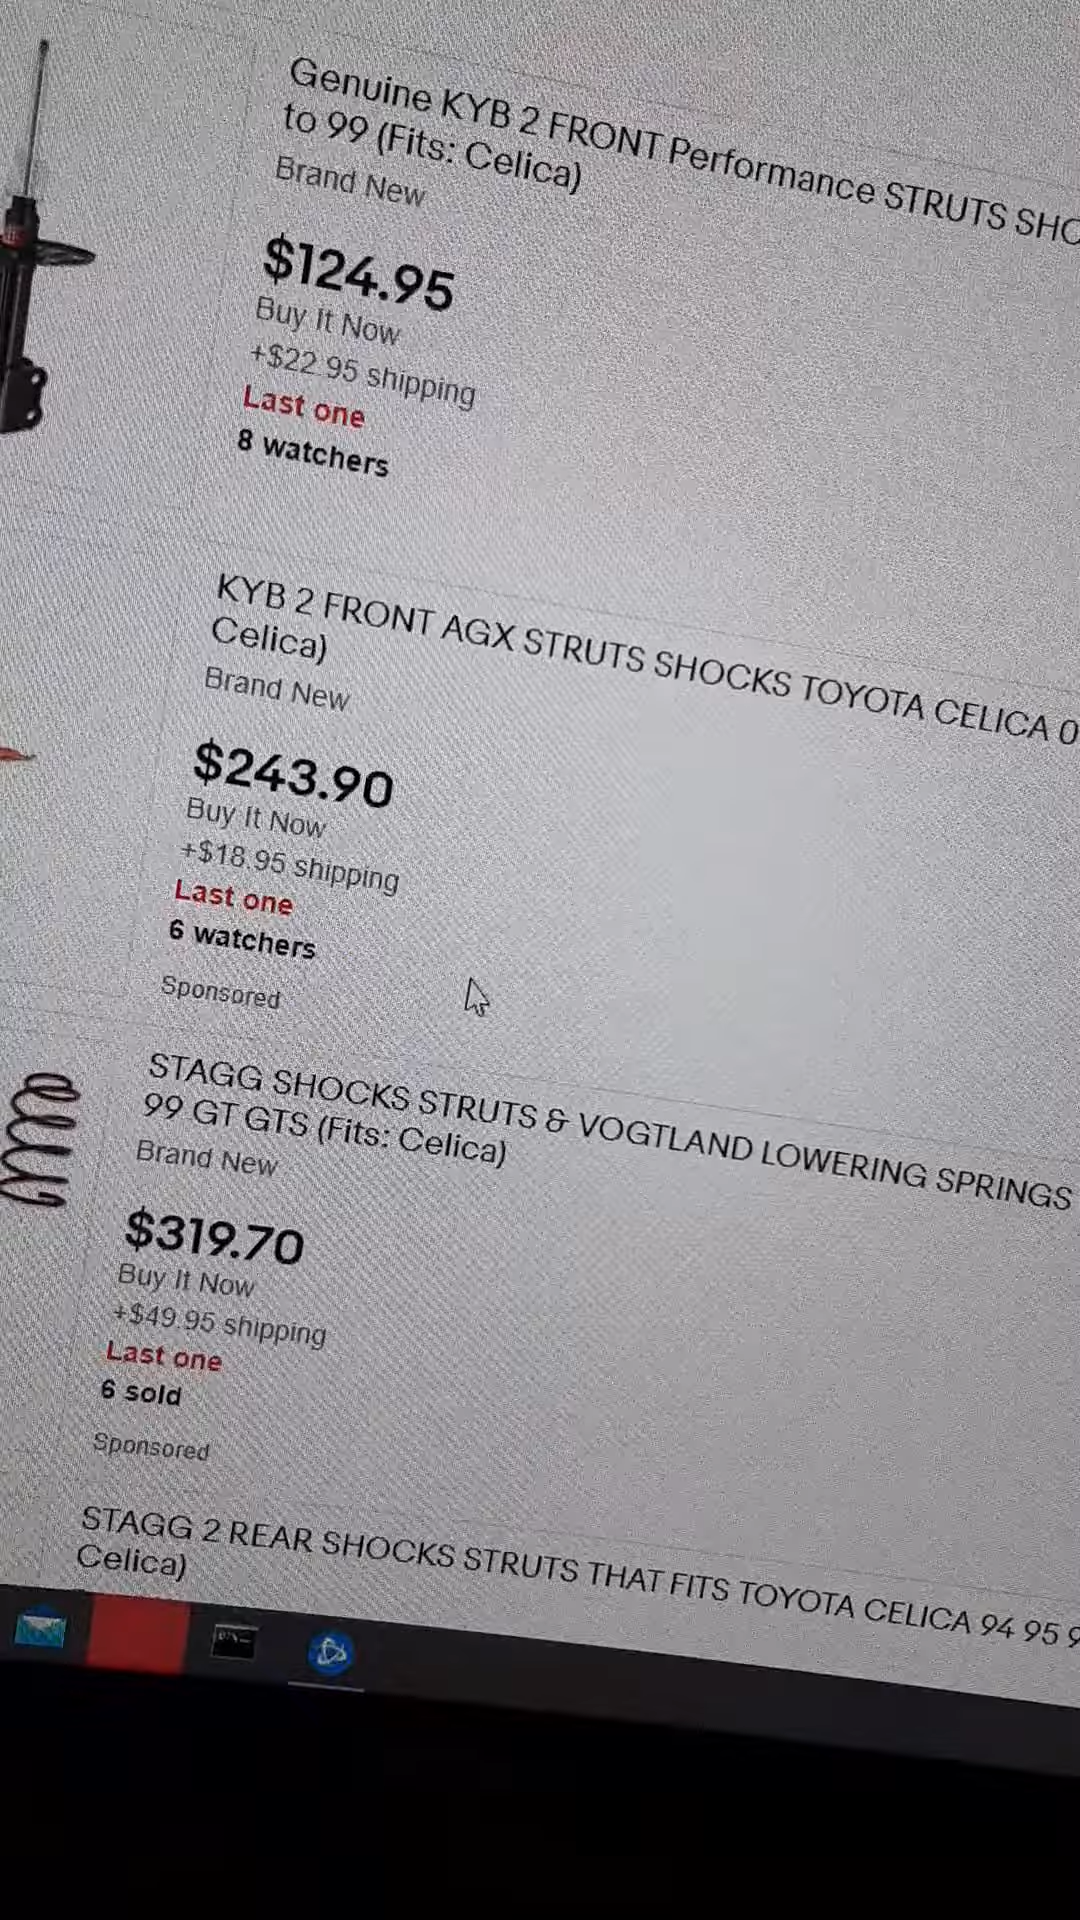 Genuine KYB 2 FRONT Performance STRUTS
to 99 (Fits: Celica)
Brand New
$124.95
Buy It Now
+$22.95 shipping
Last one
8 watchers
KYB 2 FRONT AGX STRUTS SHOCKS TOYOTA CELICA 0
Celica)
Brand New
$243.90
Buy It Now
+$18.95 shipping
Last one
6 watchers
Sponsored
STAGG SHOCKS STRUTS & VOGTLAND LOWERING SPRINGS
99 GT GTS (Fits: Celica)
Brand New
$319.70
Buy It Now
+$49.95 shipping
Last one
6 sold
Sponsored
STAGG 2 REAR SHOCKS STRUTS THAT FITS TOYOTA CELICA 94 95
Celica)